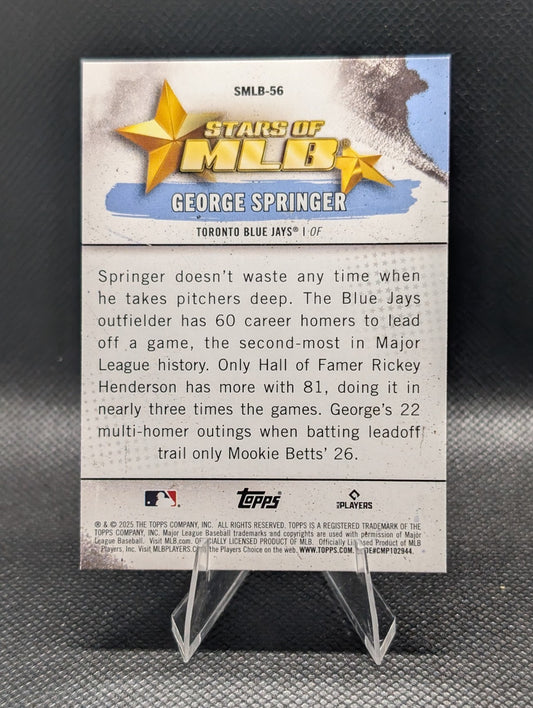 SMLB-56
STARS OF
MLB®
GEORGE SPRINGER
TORONTO BLUE JAYS® | OF
Springer doesn't waste any time when
he takes pitchers deep. The Blue Jays
outfielder has 60 career homers to lead
off a game, the second-most in Major
League history. Only Hall of Famer Rickey
Henderson has more with 81, doing it in
nearly three times the games. George's 22
multi-homer outings when batting leadoff
trail only Mookie Betts' 26.
topps
PLAYERS
® & © 2025 THE TOPPS COMPANY, INC. ALL RIGHTS RESERVED. TOPPS IS A REGISTERED TRADEMARK OF THE
TOPPS COMPANY, INC. Major League Baseball trademarks and copyrights are used with permission of Major
League Baseball. Visit MLB.com. OFFICIALLY LICENSED PRODUCT OF MLB. Officially Licensed Product of MLB
Players, Inc. Visit MLBPLAYERS. the Players Choice on the web. WWW.TOPPS.COM. CODE#CMP102944.